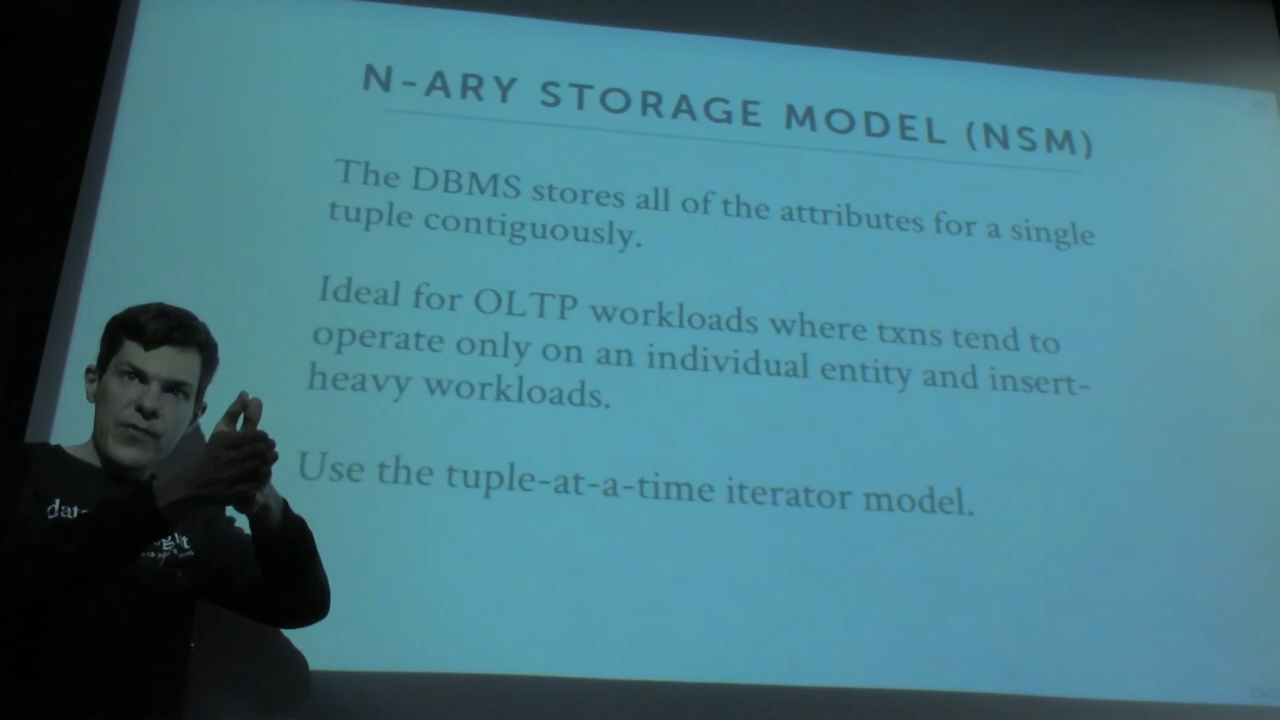 N-ARY STORAGE MODEL (NSM)
The DBMS stores all of the attributes for a single
tuple contiguously.
Ideal for OLTP workloads where txns tend to
operate only on an individual entity and insert-
heavy workloads.
Use the tuple-at-a-time iterator model.